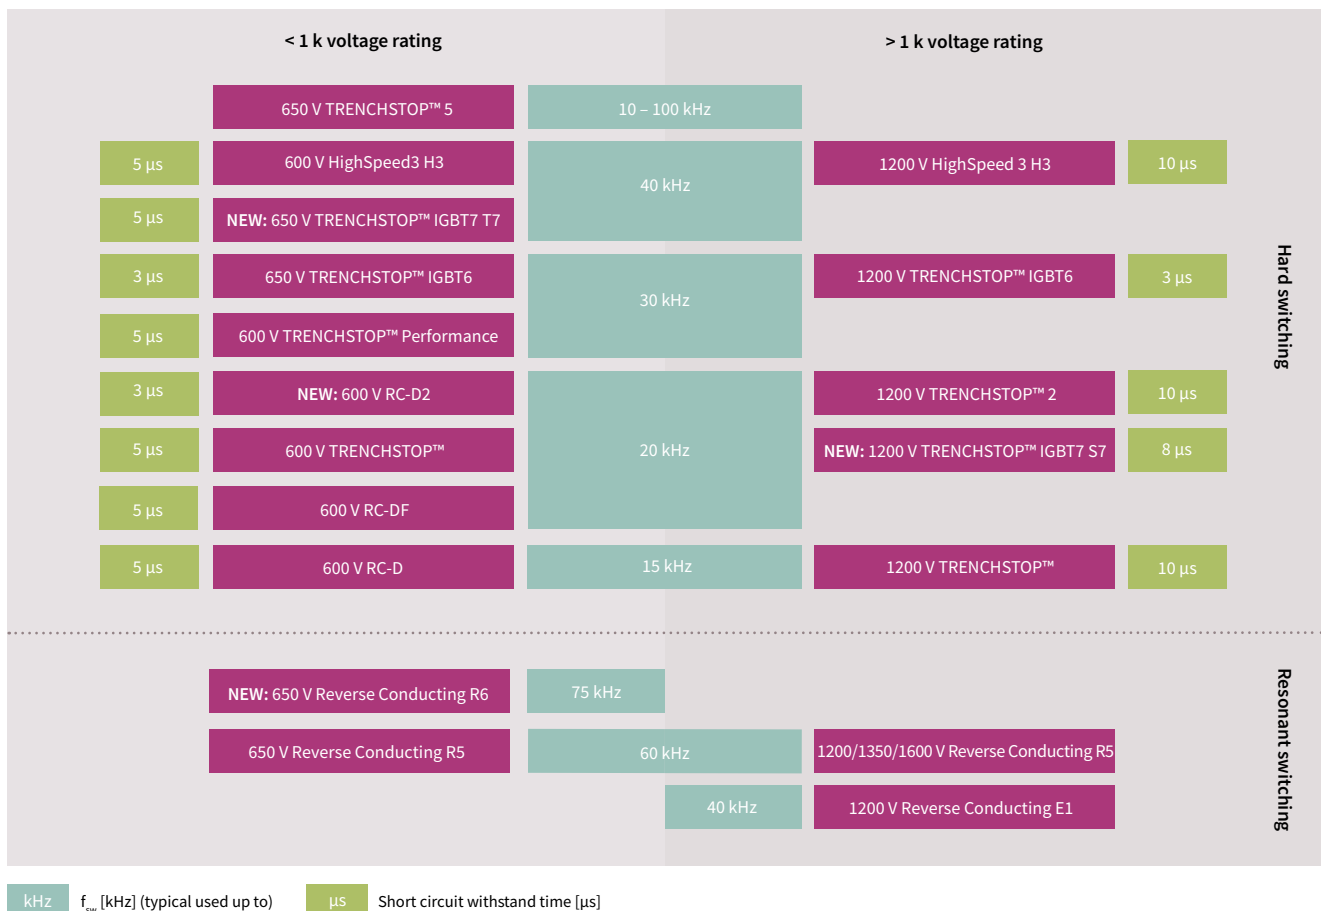 < 1 k voltage rating
> 1 k voltage rating
650 V TRENCHSTOP™ 5
10 – 100 kHz
5 µs
600 V HighSpeed3 H3
40 kHz
1200 V HighSpeed 3 H3
10 µs
5 µs
NEW: 650 V TRENCHSTOP™ IGBT7 T7
3 µs
650 V TRENCHSTOP™ IGBT6
30 kHz
1200 V TRENCHSTOP™ IGBT6
3 µs
5 µs
600 V TRENCHSTOP™ Performance
3 µs
NEW: 600 V RC-D2
20 kHz
1200 V TRENCHSTOP™ 2
10 µs
5 µs
600 V TRENCHSTOP™
NEW: 1200 V TRENCHSTOP™ IGBT7 S7
8 µs
5 µs
600 V RC-DF
5 µs
600 V RC-D
15 kHz
1200 V TRENCHSTOP™
10 µs
Hard switching
NEW: 650 V Reverse Conducting R6
75 kHz
650 V Reverse Conducting R5
60 kHz
1200/1350/1600 V Reverse Conducting R5
40 kHz
1200 V Reverse Conducting E1
Resonant switching
kHz
fsw [kHz] (typical used up to)
µs
Short circuit withstand time [µs]